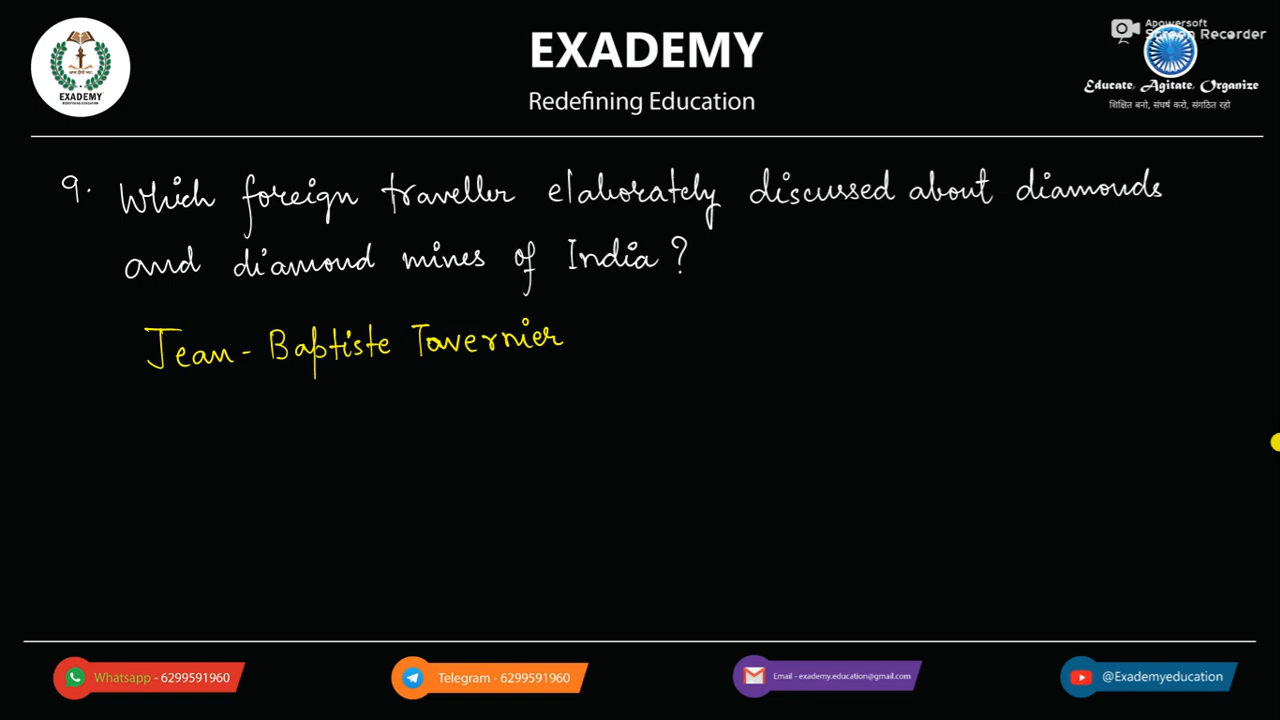 EXADEMY
Redefining Education
EXADEMY
REDEFINING EDUCATION
Apowersoft
Screen Recorder
Educate, Agitate, Organize
शिक्षित बनो, संघर्ष करो, संगठित रहो
9. Which foreign traveller elaborately discussed about diamonds
and diamond mines of India?
Jean-Baptiste Tavernier
Whatsapp - 6299591960
Telegram - 6299591960
Email - exademy.education@gmail.com
@Exademyeducation